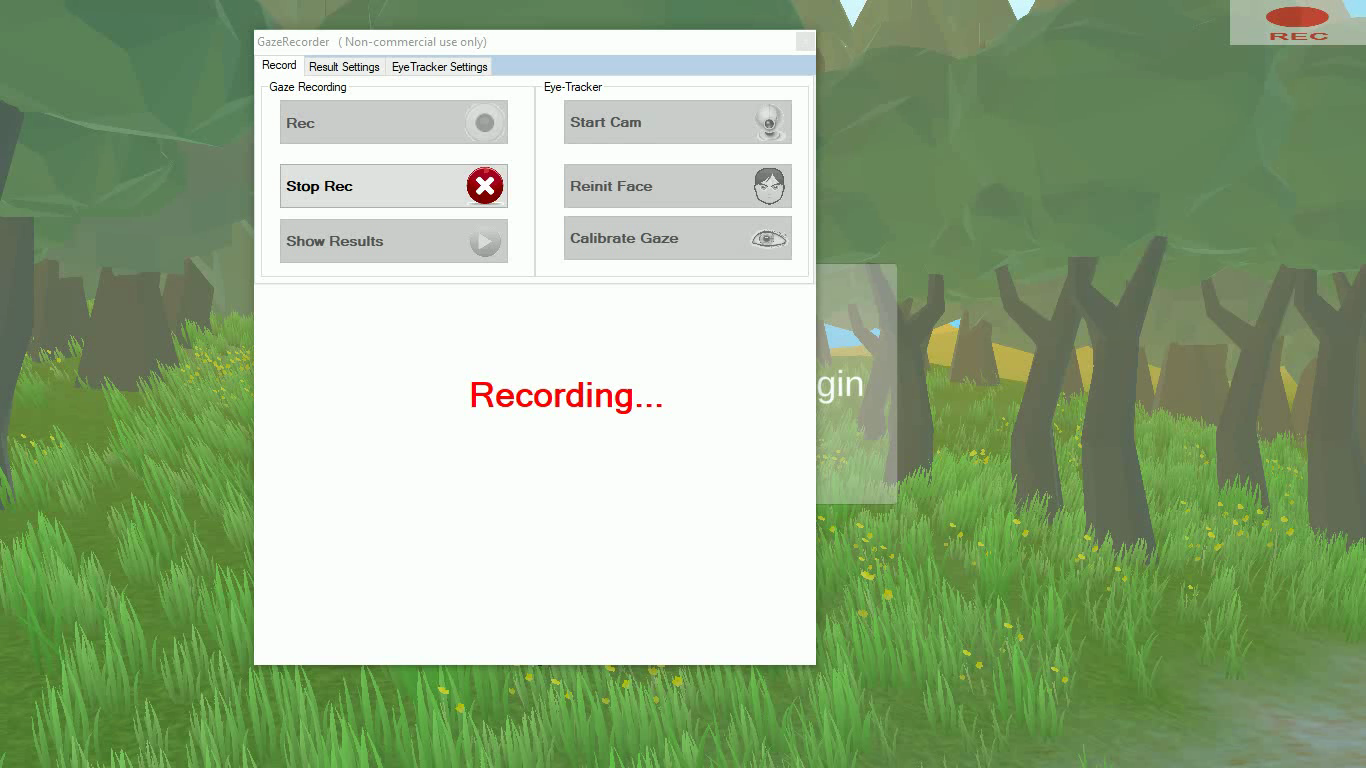 REC
GazeRecorder ( Non-commercial use only)
Record Result Settings EyeTracker Settings
Gaze Recording Eye-Tracker
Rec Start Cam
Stop Rec Reinit Face
Show Results Calibrate Gaze
gin
Recording...